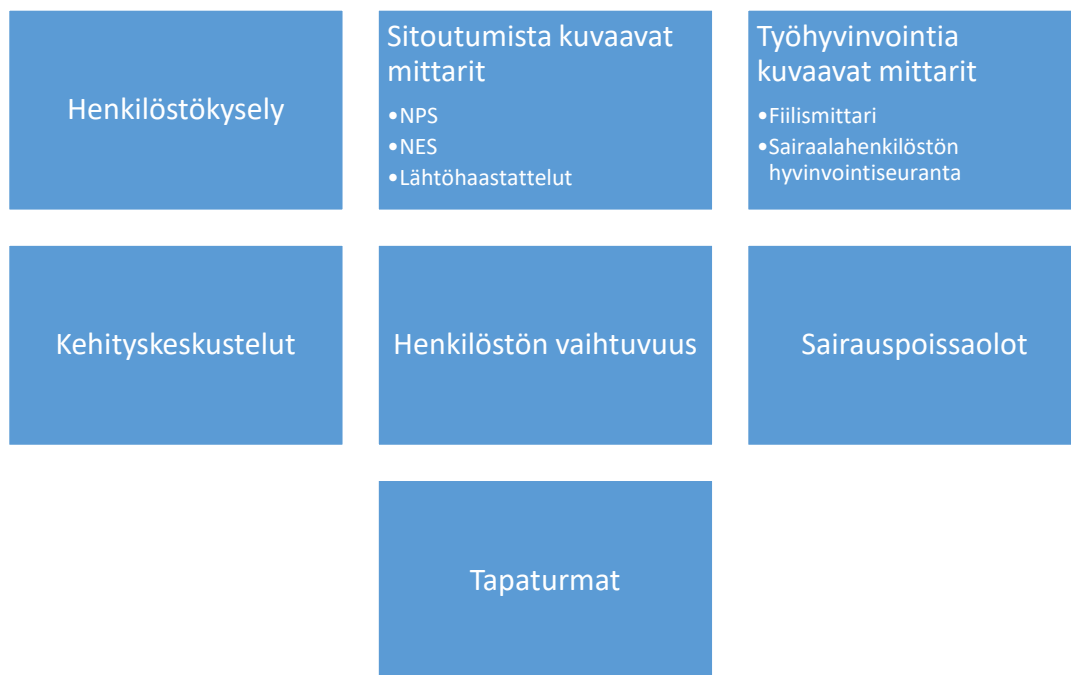 Henkilöstökysely
Sitoutumista kuvaavat
mittarit
•NPS
•NES
•Lähtöhaastattelut
Työhyvinvointia
kuvaavat mittarit
•Fiilismittari
•Sairaalahenkilöstön
hyvinvointiseuranta
Kehityskeskustelut
Henkilöstön vaihtuvuus
Sairauspoissaolot
Tapaturmat